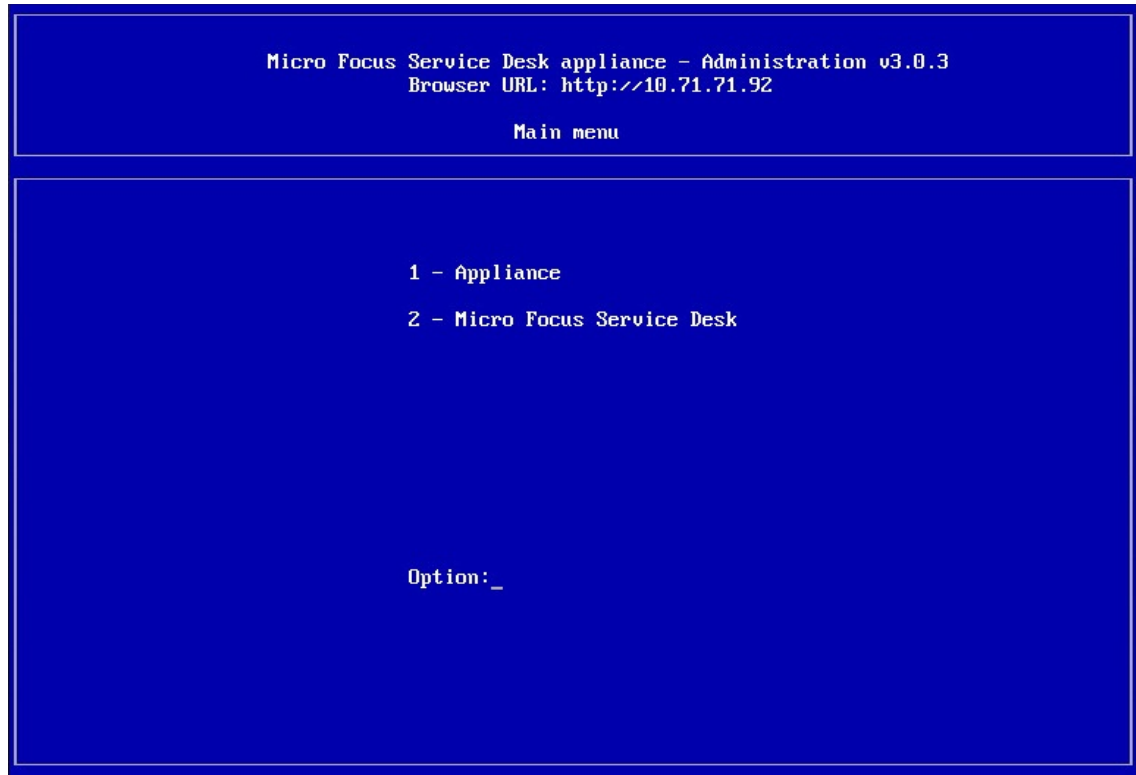 Micro Focus Service Desk appliance - Administration v3.0.3
Browser URL: http://10.71.71.92
Main menu
1 - Appliance
2 - Micro Focus Service Desk
Option:_